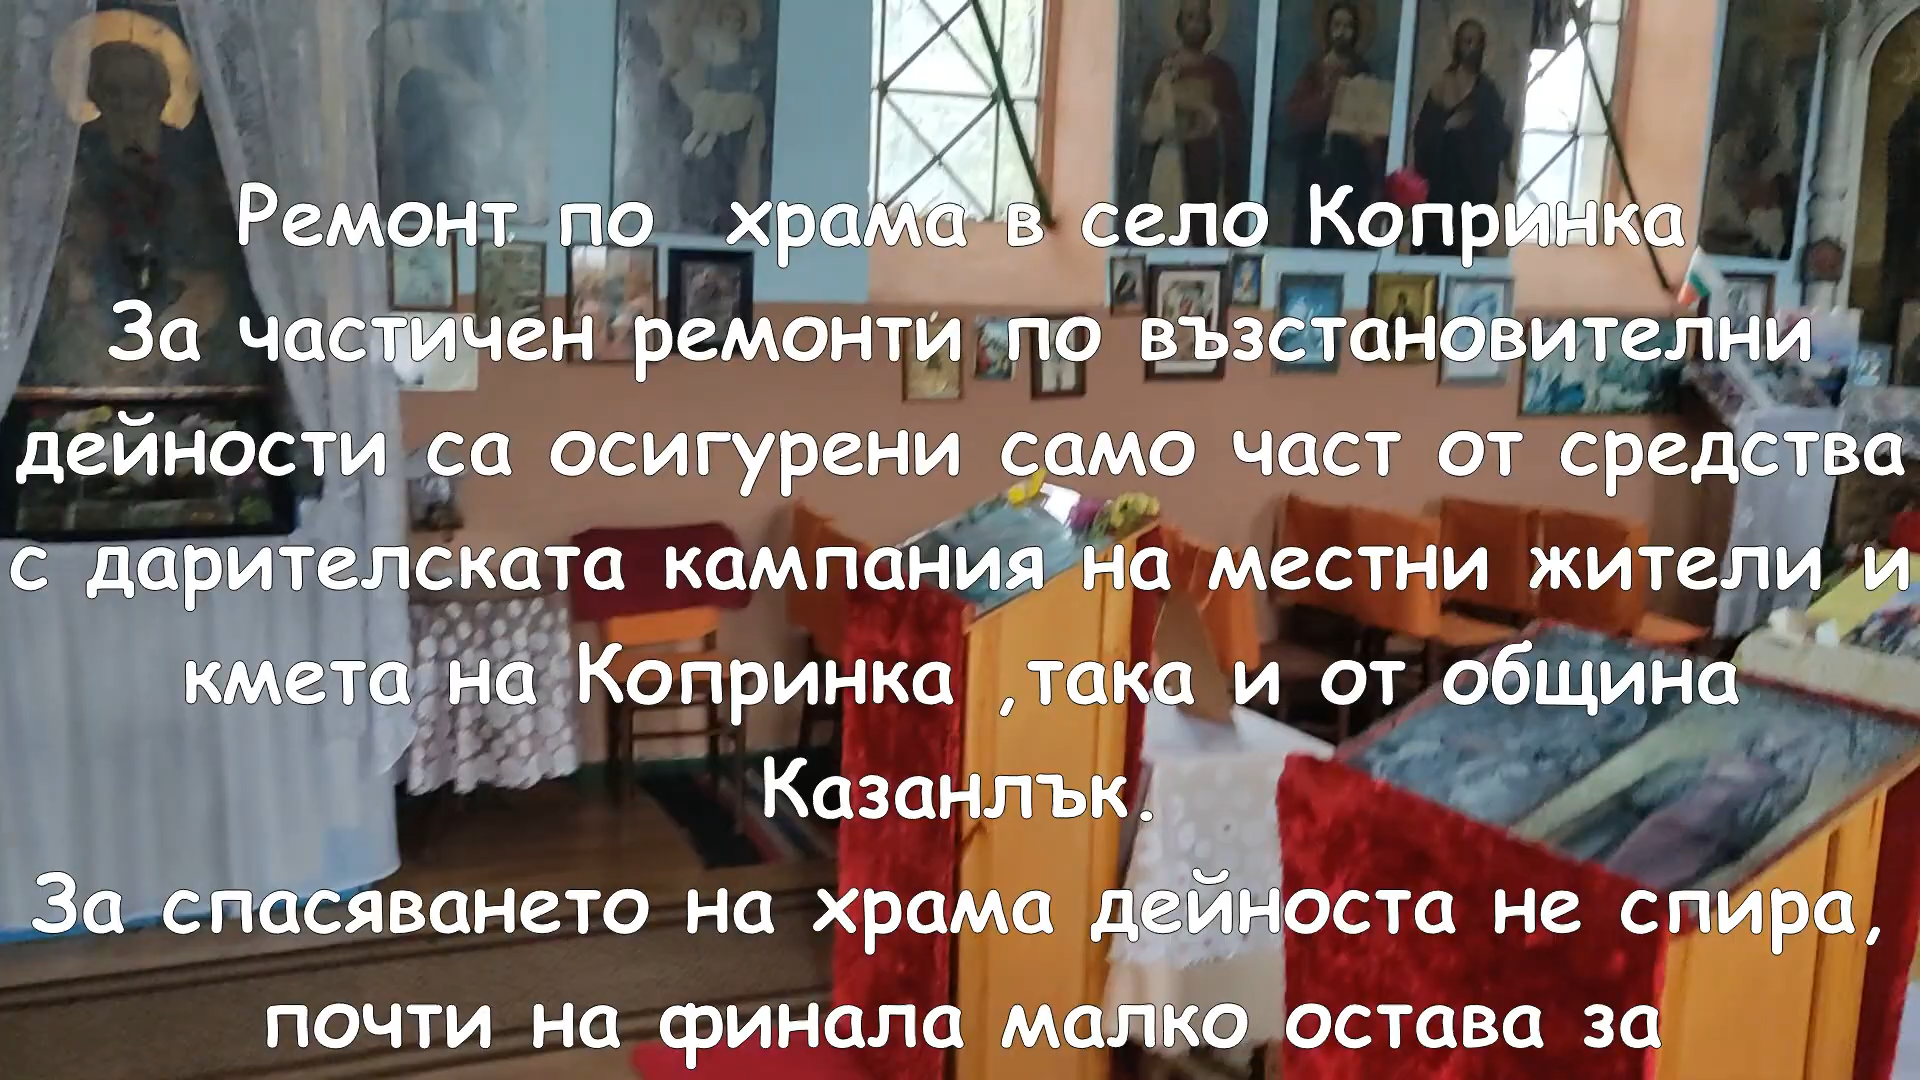 Ремонт по храма в село Копринка
За частичен ремонти по възстановителни
дейности са осигурени само част от средства
с дарителската кампания на местни жители и
кмета на Копринка ,така и от община
Казанлък.
За спасяването на храма дейноста не спира,
почти на финала малко остава за